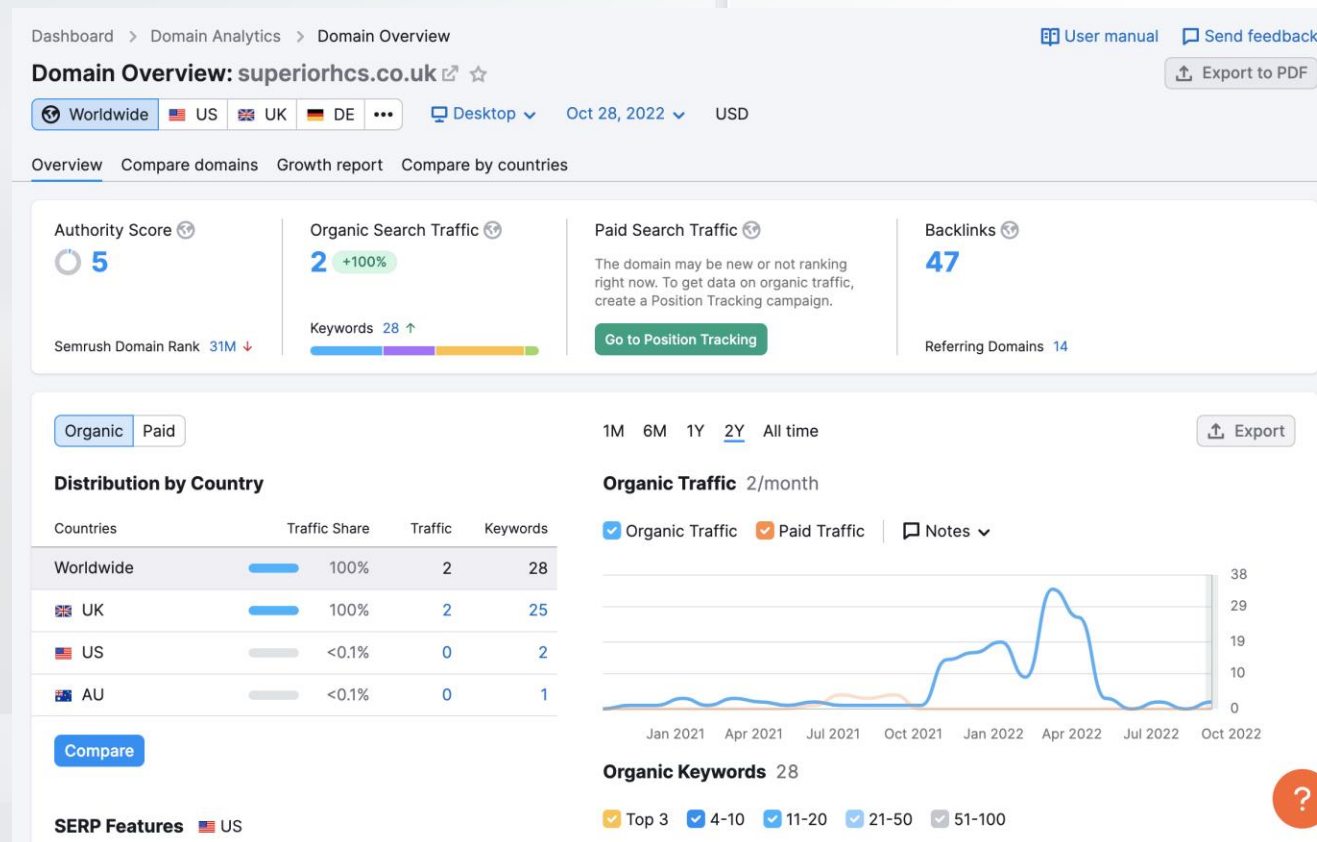 Dashboard > Domain Analytics > Domain Overview
User manual Send feedback
Domain Overview: superiorhcs.co.uk
Export to PDF
Worldwide US UK DE ••• Desktop Oct 28, 2022 USD
Overview Compare domains Growth report Compare by countries
Authority Score
5
Semrush Domain Rank 31M ↓
Organic Search Traffic
2 +100%
Keywords 28 ↑
Paid Search Traffic
The domain may be new or not ranking
right now. To get data on organic traffic,
create a Position Tracking campaign.
Go to Position Tracking
Backlinks
47
Referring Domains 14
Organic Paid
Distribution by Country
Countries Traffic Share Traffic Keywords
Worldwide 100% 2 28
UK 100% 2 25
US <0.1% 0 2
AU <0.1% 0 1
Compare
SERP Features US
1M 6M 1Y 2Y All time
Export
Organic Traffic 2/month
Organic Traffic Paid Traffic Notes
38
29
19
10
0
Jan 2021 Apr 2021 Jul 2021 Oct 2021 Jan 2022 Apr 2022 Jul 2022 Oct 2022
Organic Keywords 28
Top 3 4-10 11-20 21-50 51-100
?